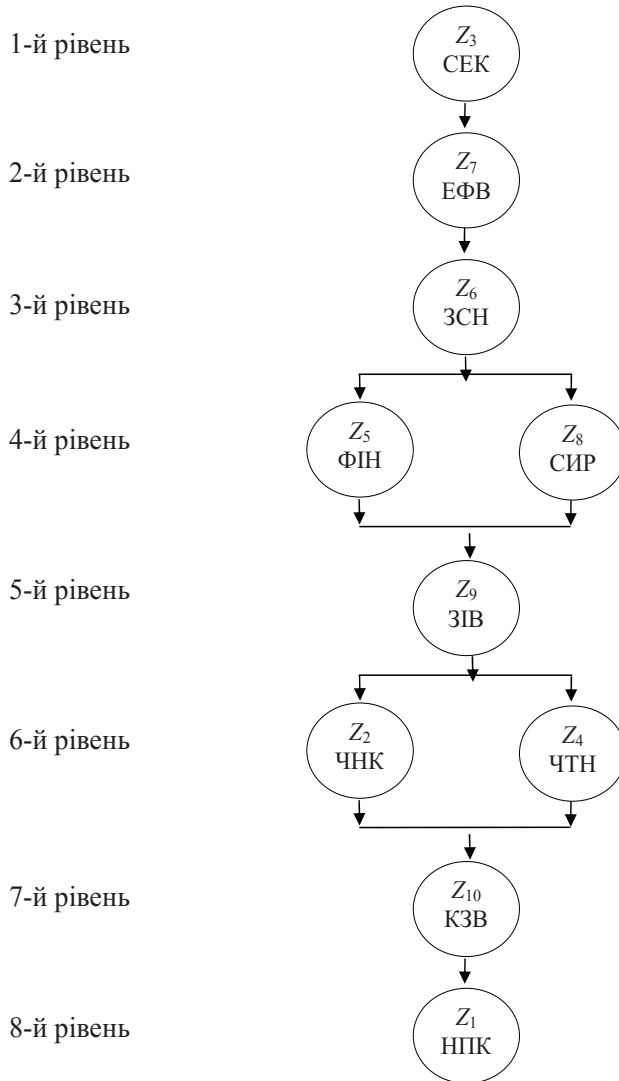 1-й рівень
Z3
СЕК
2-й рівень
Z7
ЕФВ
3-й рівень
Z6
ЗСН
4-й рівень
Z5
ФІН
Z8
СИР
5-й рівень
Z9
ЗІВ
6-й рівень
Z2
ЧНК
Z4
ЧТН
7-й рівень
Z10
КЗВ
8-й рівень
Z1
НПК